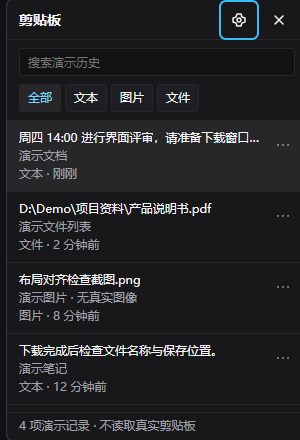 剪贴板
搜索演示历史
全部 文本 图片 文件
周四 14:00 进行界面评审，请准备下载窗口...
演示文档
文本 · 刚刚
D:\Demo\项目资料\产品说明书.pdf
演示文件列表
文件 · 2 分钟前
布局对齐检查截图.png
演示图片 · 无真实图像
图片 · 8 分钟前
下载完成后检查文件名称与保存位置。
演示笔记
文本 · 12 分钟前
4 项演示记录 · 不读取真实剪贴板